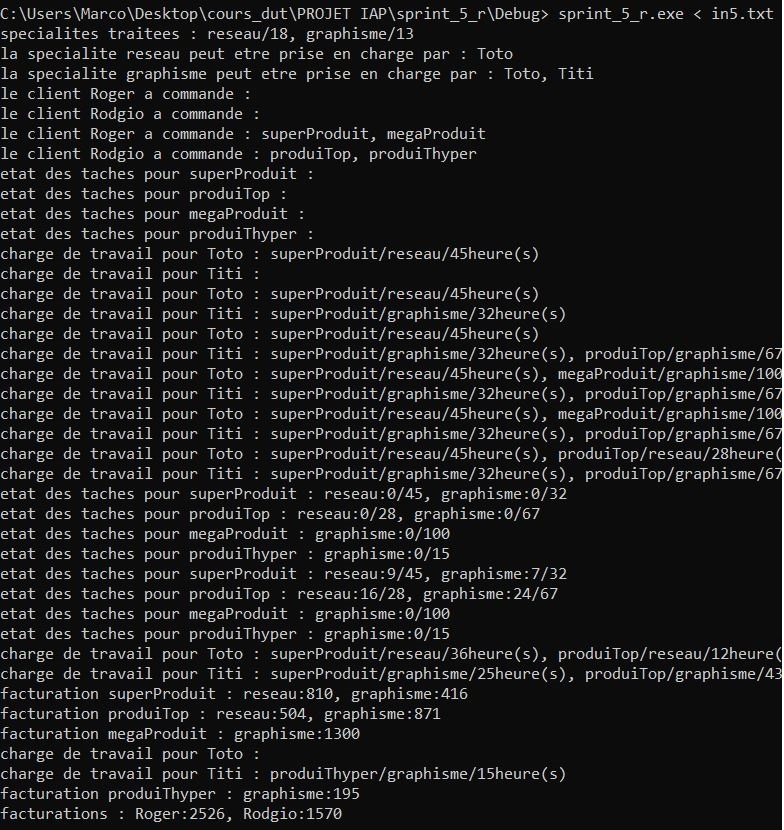 C:\Users\Marco\Desktop\cours_dut\PROJET IAP\sprint_5_r\Debug> sprint_5_r.exe < in5.txt
specialites traitees : reseau/18, graphisme/13
la specialite reseau peut etre prise en charge par : Toto
la specialite graphisme peut etre prise en charge par : Toto, Titi
le client Roger a commande :
le client Rodgio a commande :
le client Roger a commande : superProduit, megaProduit
le client Rodgio a commande : produiTop, produiThyper
etat des taches pour superProduit :
etat des taches pour produiTop :
etat des taches pour megaProduit :
etat des taches pour produiThyper :
charge de travail pour Toto : superProduit/reseau/45heure(s)
charge de travail pour Titi :
charge de travail pour Toto : superProduit/reseau/45heure(s)
charge de travail pour Titi : superProduit/graphisme/32heure(s)
charge de travail pour Toto : superProduit/reseau/45heure(s)
charge de travail pour Titi : superProduit/graphisme/32heure(s), produiTop/graphisme/67
charge de travail pour Toto : superProduit/reseau/45heure(s), megaProduit/graphisme/100
charge de travail pour Titi : superProduit/graphisme/32heure(s), produiTop/graphisme/67
charge de travail pour Toto : superProduit/reseau/45heure(s), megaProduit/graphisme/100
charge de travail pour Titi : superProduit/graphisme/32heure(s), produiTop/graphisme/67
charge de travail pour Toto : superProduit/reseau/45heure(s), produiTop/reseau/28heure(
charge de travail pour Titi : superProduit/graphisme/32heure(s), produiTop/graphisme/67
etat des taches pour superProduit : reseau:0/45, graphisme:0/32
etat des taches pour produiTop : reseau:0/28, graphisme:0/67
etat des taches pour megaProduit : graphisme:0/100
etat des taches pour produiThyper : graphisme:0/15
etat des taches pour superProduit : reseau:9/45, graphisme:7/32
etat des taches pour produiTop : reseau:16/28, graphisme:24/67
etat des taches pour megaProduit : graphisme:0/100
etat des taches pour produiThyper : graphisme:0/15
charge de travail pour Toto : superProduit/reseau/36heure(s), produiTop/reseau/12heure(
charge de travail pour Titi : superProduit/graphisme/25heure(s), produiTop/graphisme/43
facturation superProduit : reseau:810, graphisme:416
facturation produiTop : reseau:504, graphisme:871
facturation megaProduit : graphisme:1300
charge de travail pour Toto :
charge de travail pour Titi : produiThyper/graphisme/15heure(s)
facturation produiThyper : graphisme:195
facturations : Roger:2526, Rodgio:1570